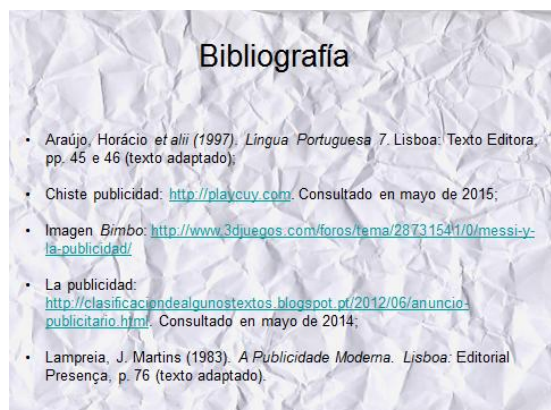 Bibliografía
• Araújo, Horácio et alii (1997). Língua Portuguesa 7. Lisboa: Texto Editora,
pp. 45 e 46 (texto adaptado);
• Chiste publicidad: http://playcuy.com. Consultado en mayo de 2015;
• Imagen Bimbo: http://www.3djuegos.com/foros/tema/28731541/0/messi-y-
la-publicidad/
• La publicidad:
http://clasificaciondealgunostextos.blogspot.pt/2012/06/anuncio-
publicitario.html. Consultado en mayo de 2014;
• Lampreia, J. Martins (1983). A Publicidade Moderna. Lisboa: Editorial
Presença, p. 76 (texto adaptado).